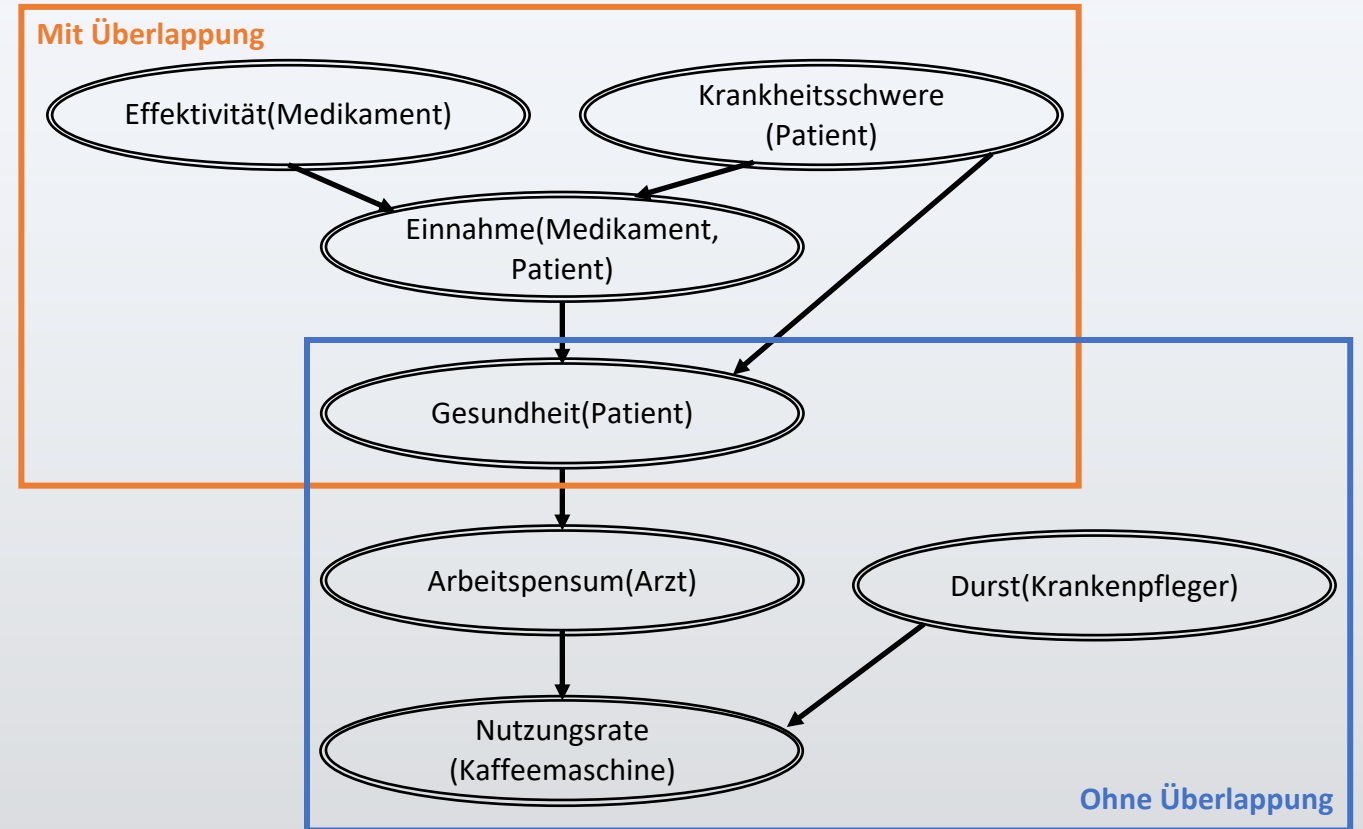 Mit Überlappung
Effektivität(Medikament)
Krankheitsschwere
(Patient)
Einnahme(Medikament,
Patient)
Gesundheit(Patient)
Arbeitspensum(Arzt)
Durst(Krankenpfleger)
Nutzungsrate
(Kaffeemaschine)
Ohne Überlappung